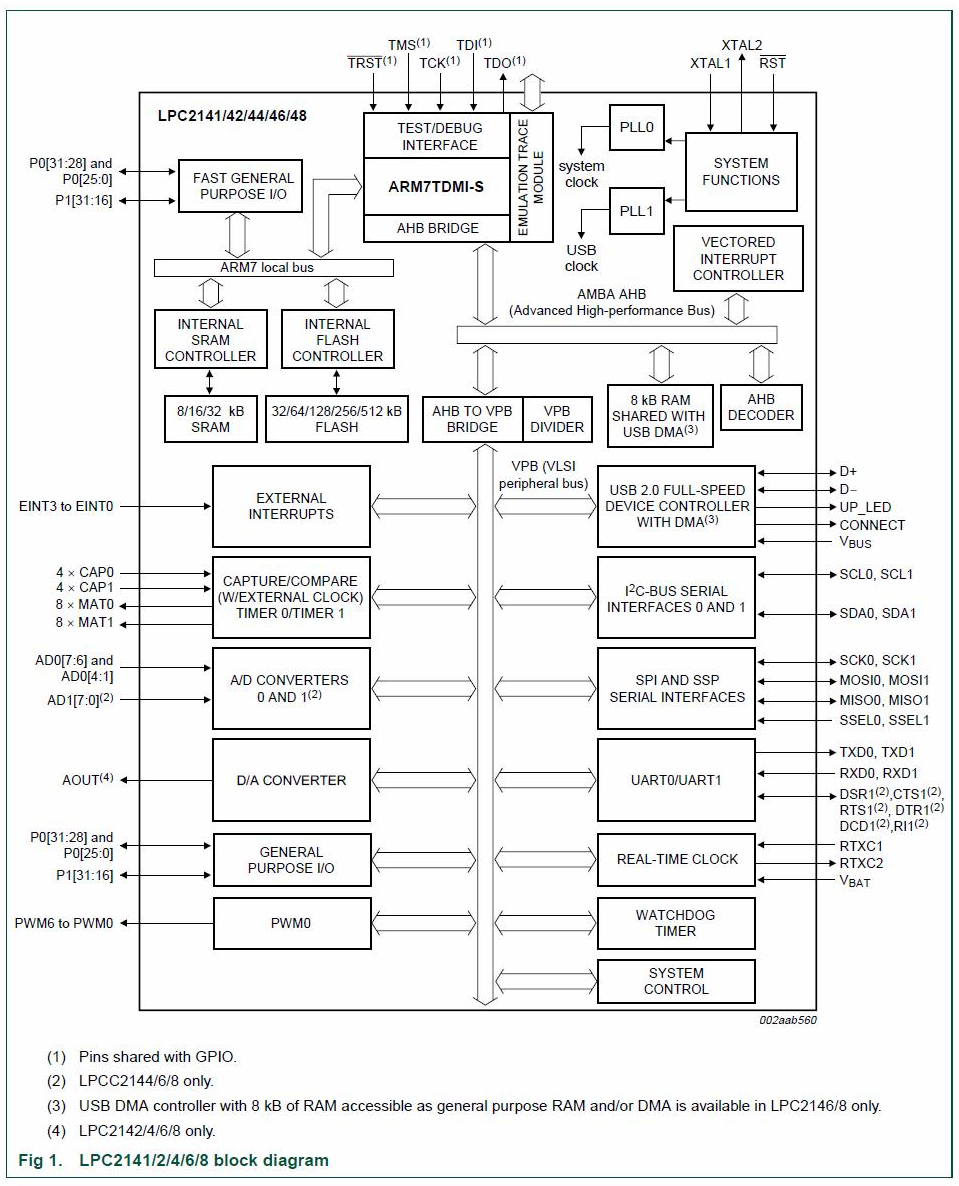 TMS(1)
TDI(1)
XTAL2
TRST(1)
TCK(1)
TDO(1)
XTAL1
RST
LPC2141/42/44/46/48
TEST/DEBUG
INTERFACE
ARM7TDMI-S
AHB BRIDGE
EMULATION TRACE
MODULE
PLL0
system
clock
SYSTEM
FUNCTIONS
PLL1
USB
clock
P0[31:28] and
P0[25:0]
P1[31:16]
FAST GENERAL
PURPOSE I/O
VECTORED
INTERRUPT
CONTROLLER
ARM7 local bus
AMBA AHB
(Advanced High-performance Bus)
INTERNAL
SRAM
CONTROLLER
INTERNAL
FLASH
CONTROLLER
8/16/32 kB
SRAM
32/64/128/256/512 kB
FLASH
AHB TO VPB
BRIDGE
VPB
DIVIDER
8 kB RAM
SHARED WITH
USB DMA(3)
AHB
DECODER
VPB (VLSI
peripheral bus)
EINT3 to EINT0
EXTERNAL
INTERRUPTS
USB 2.0 FULL-SPEED
DEVICE CONTROLLER
WITH DMA(3)
D+
D−
UP_LED
CONNECT
VBUS
4 × CAP0
4 × CAP1
8 × MAT0
8 × MAT1
CAPTURE/COMPARE
(W/EXTERNAL CLOCK)
TIMER 0/TIMER 1
I2C-BUS SERIAL
INTERFACES 0 AND 1
SCL0, SCL1
SDA0, SDA1
AD0[7:6] and
AD0[4:1]
AD1[7:0](2)
A/D CONVERTERS
0 AND 1(2)
SPI AND SSP
SERIAL INTERFACES
SCK0, SCK1
MOSI0, MOSI1
MISO0, MISO1
SSEL0, SSEL1
AOUT(4)
D/A CONVERTER
UART0/UART1
TXD0, TXD1
RXD0, RXD1
DSR1(2),CTS1(2),
RTS1(2), DTR1(2)
DCD1(2),RI1(2)
P0[31:28] and
P0[25:0]
P1[31:16]
GENERAL
PURPOSE I/O
REAL-TIME CLOCK
RTXC1
RTXC2
VBAT
PWM6 to PWM0
PWM0
WATCHDOG
TIMER
SYSTEM
CONTROL
002aab560
(1) Pins shared with GPIO.
(2) LPCC2144/6/8 only.
(3) USB DMA controller with 8 kB of RAM accessible as general purpose RAM and/or DMA is available in LPC2146/8 only.
(4) LPC2142/4/6/8 only.
Fig 1. LPC2141/2/4/6/8 block diagram